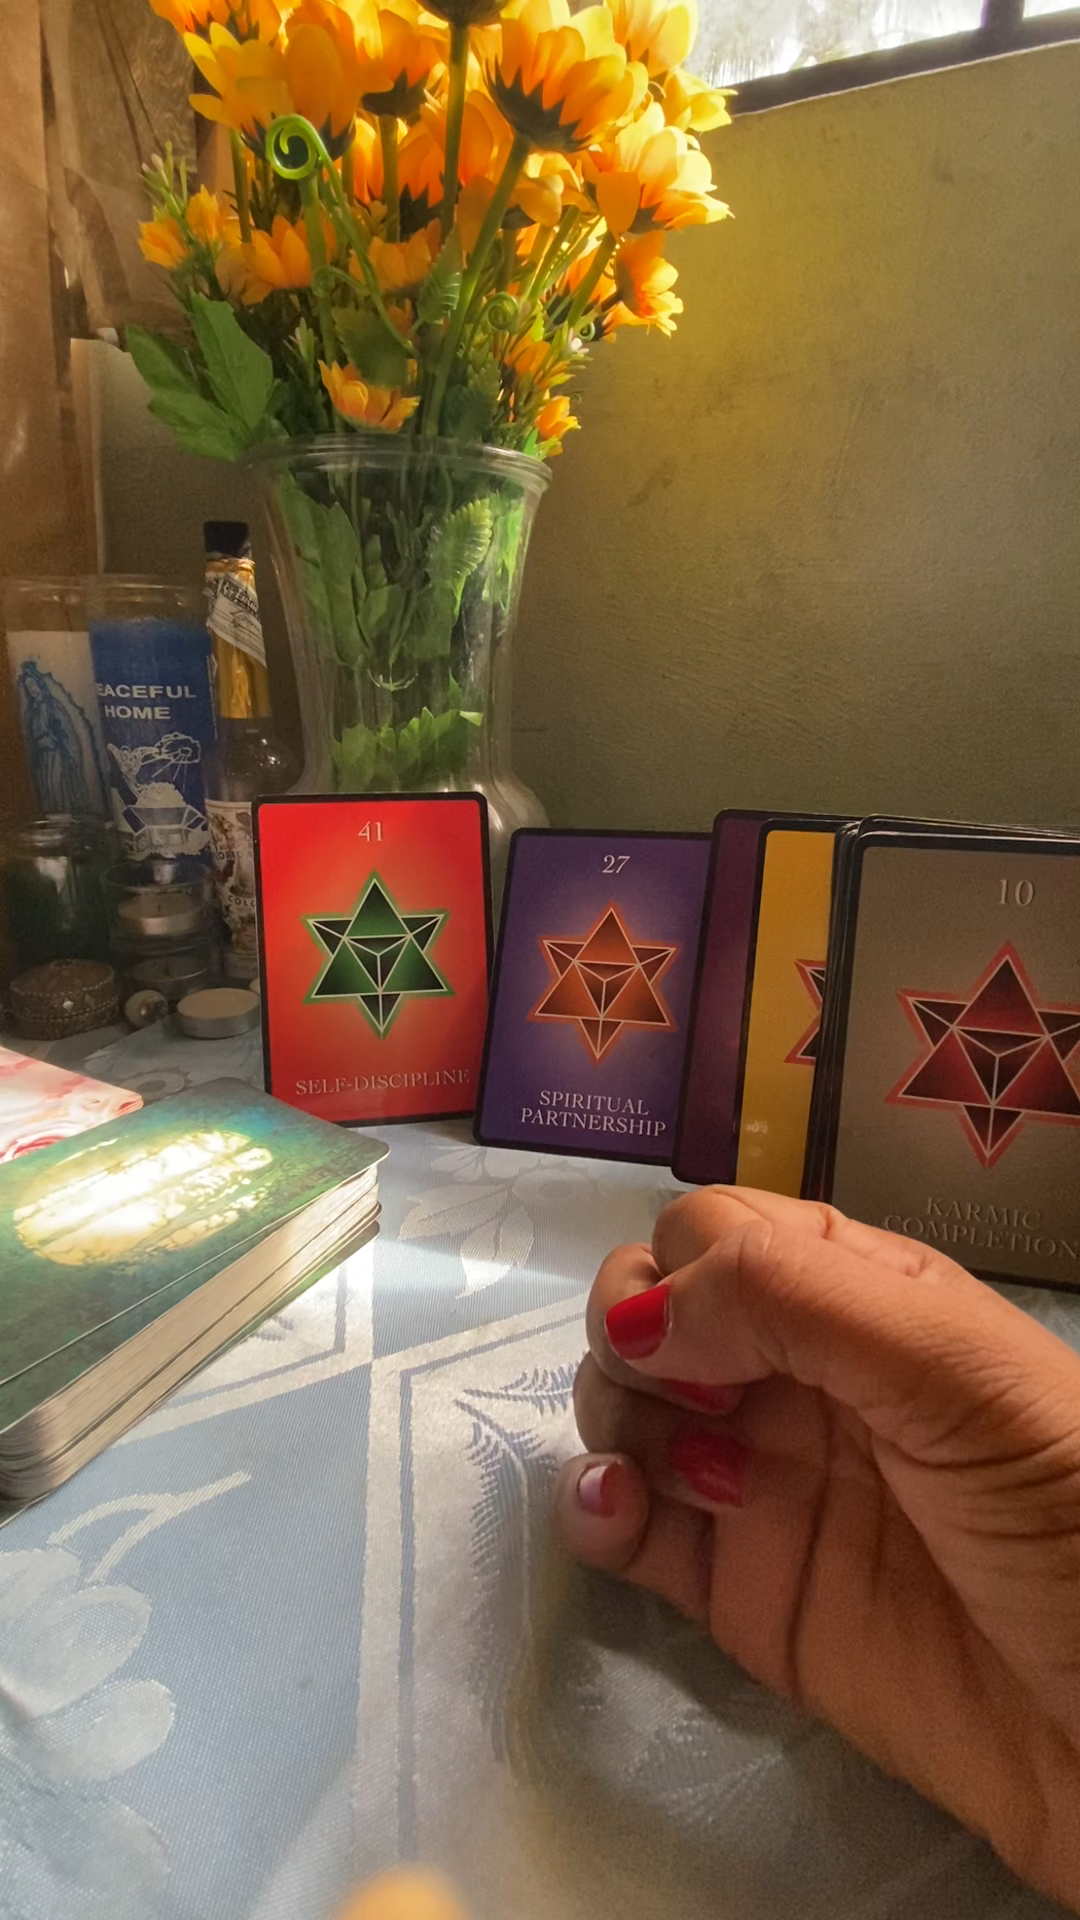 EACEFUL
HOME
41
SELF-DISCIPLINE
27
SPIRITUAL
PARTNERSHIP
10
KARMIC
COMPLETION